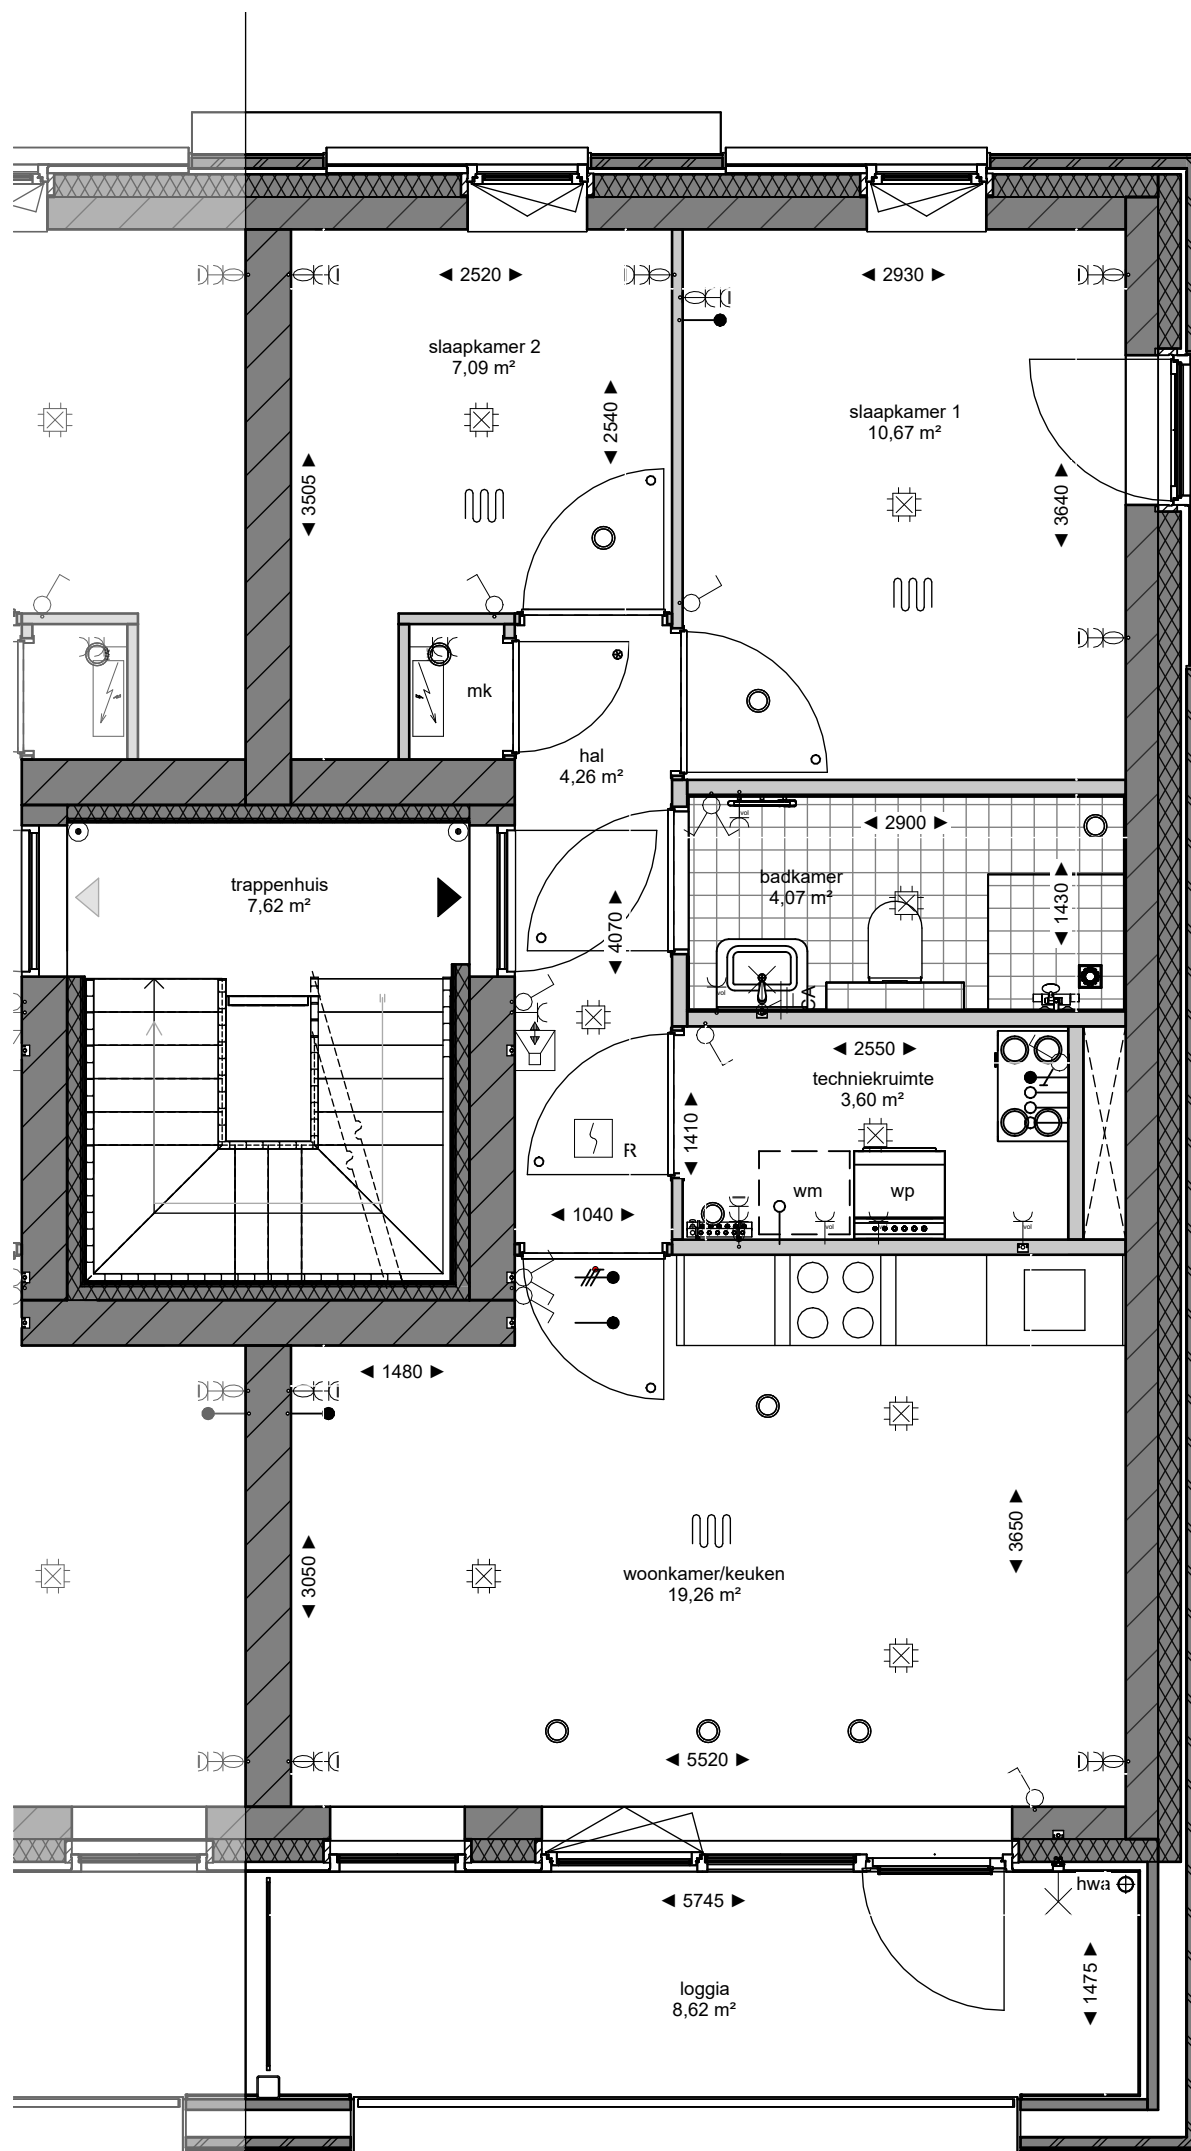 2520
2930
slaapkamer 2
7,09 m²
2540
slaapkamer 1
10,67 m²
3505
3640
mk
hal
4,26 m²
2900
trappenhuis
7,62 m²
badkamer
4,07 m²
1430
4070
2550
techniekruimte
3,60 m²
1410
R
wm
wp
vol
vol
1040
1480
3650
3050
woonkamer/keuken
19,26 m²
5520
hwa
5745
loggia
8,62 m²
1475